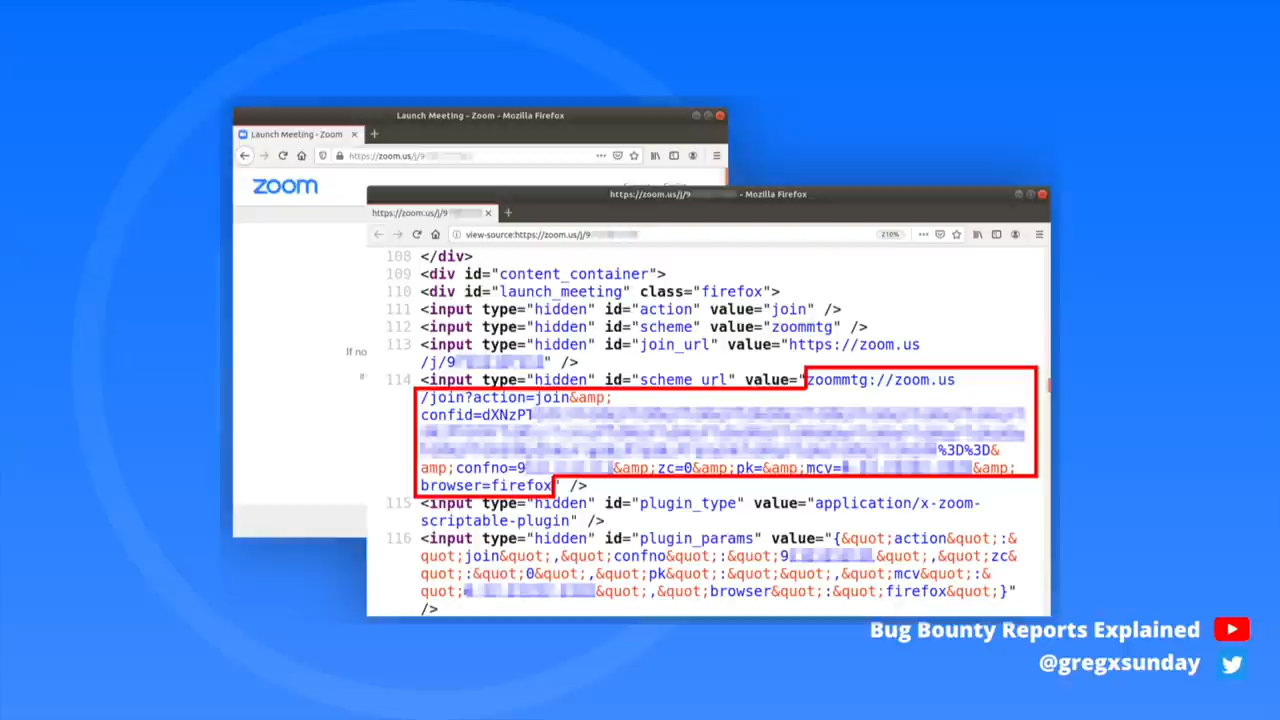 Launch Meeting - Zoom - Mozilla Firefox
Launch Meeting - Zoom
https://zoom.us/j/9
zoom
If no
https://zoom.us/j/9 - Mozilla Firefox
https://zoom.us/j/9
view-source:https://zoom.us/j/9 210%
108 </div>
109 <div id="content_container">
110 <div id="launch_meeting" class="firefox">
111 <input type="hidden" id="action" value="join" />
112 <input type="hidden" id="scheme" value="zoommtg" />
113 <input type="hidden" id="join_url" value="https://zoom.us
/j/9" />
114 <input type="hidden" id="scheme_url" value="zoommtg://zoom.us
/join?action=join&amp;
confid=dXNzPT
%3D%3D&
amp;confno=9 &amp;zc=0&amp;pk=&amp;mcv= &amp;
browser=firefox" />
115 <input type="hidden" id="plugin_type" value="application/x-zoom-
scriptable-plugin" />
116 <input type="hidden" id="plugin_params" value="{&quot;action&quot;:&
quot;join&quot;,&quot;confno&quot;:&quot;9 &quot;,&quot;zc&
quot;:&quot;0&quot;,&quot;pk&quot;:&quot;&quot;,&quot;mcv&quot;:&
quot; &quot;,&quot;browser&quot;:&quot;firefox&quot;}"
/>
Bug Bounty Reports Explained
@gregxsunday